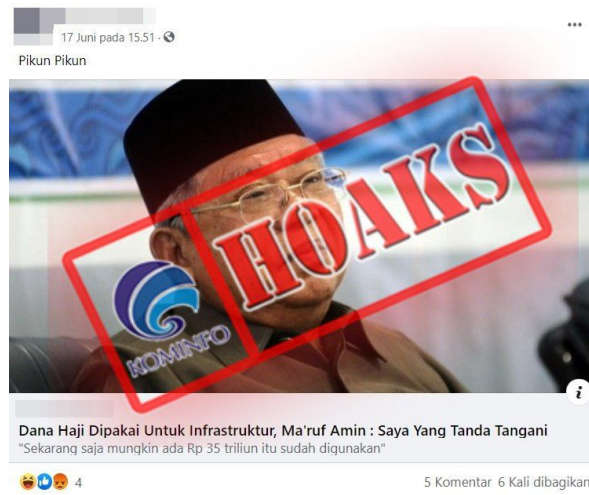 17 Juni pada 15.51 ·
Pikun Pikun
HOAKS
KOMINFO
Dana Haji Dipakai Untuk Infrastruktur, Ma'ruf Amin : Saya Yang Tanda Tangani
"Sekarang saja mungkin ada Rp 35 triliun itu sudah digunakan"
4
5 Komentar 6 Kali dibagikan